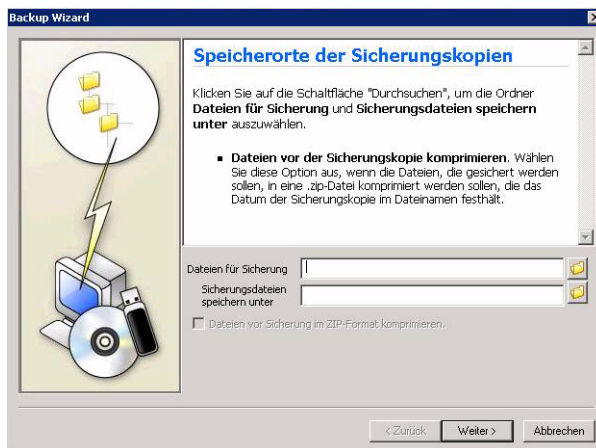 Backup Wizard
Speicherorte der Sicherungskopien
Klicken Sie auf die Schaltfläche "Durchsuchen", um die Ordner
Dateien für Sicherung und Sicherungsdateien speichern
unter auszuwählen.
▪ Dateien vor der Sicherungskopie komprimieren. Wählen
Sie diese Option aus, wenn die Dateien, die gesichert werden
sollen, in eine .zip-Datei komprimiert werden sollen, die das
Datum der Sicherungskopie im Dateinamen festhält.
Dateien für Sicherung
Sicherungsdateien
speichern unter
Dateien vor Sicherung im ZIP-Format komprimieren.
< Zurück Weiter > Abbrechen